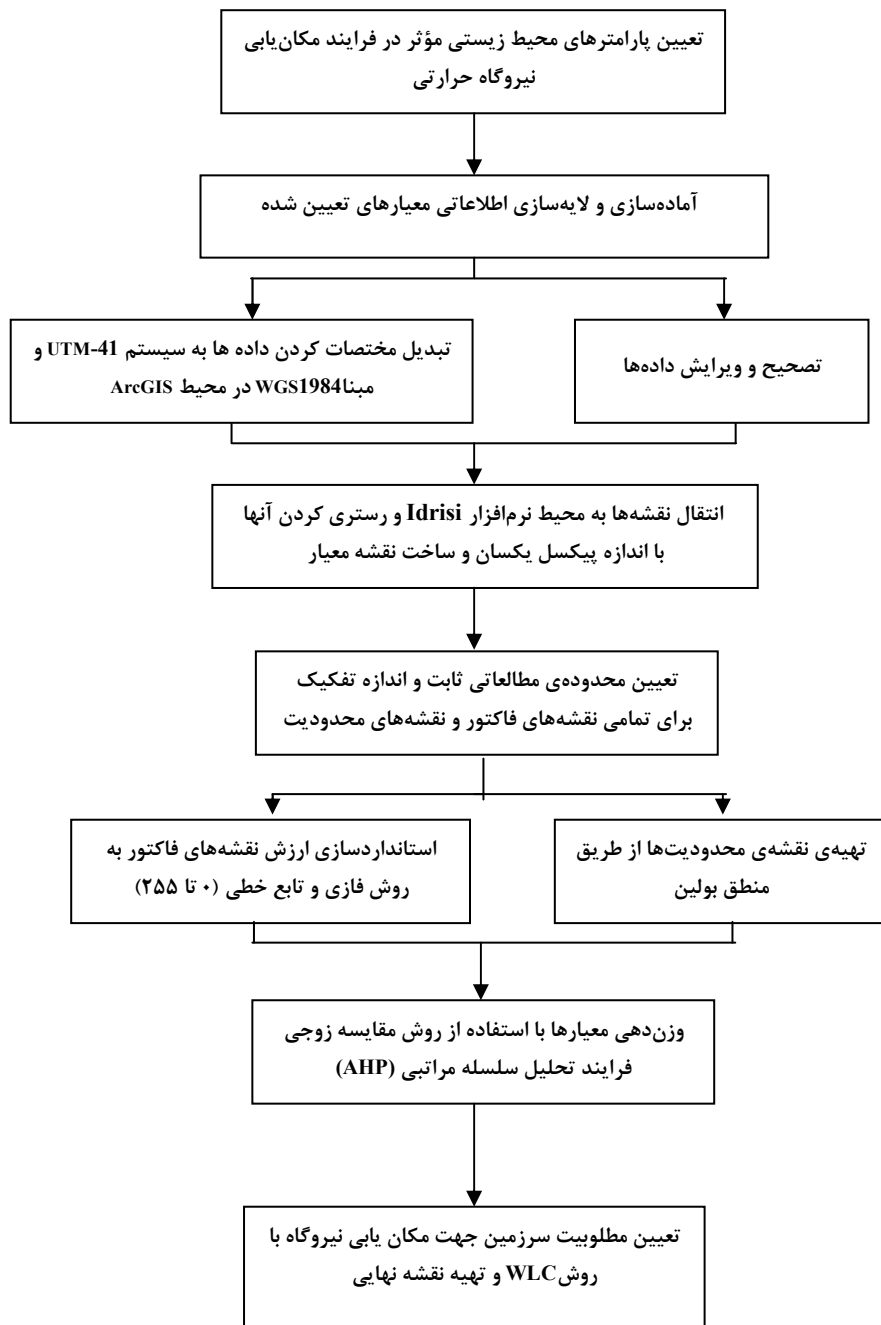 تعیین پارامترهای محیط زیستی مؤثر در فرایند مکان‌یابی
نیروگاه حرارتی
آماده‌سازی و لایه‌سازی اطلاعاتی معیارهای تعیین شده
تصحیح و ویرایش داده‌ها
تبدیل مختصات کردن داده ها به سیستم UTM-41 و
مبناWGS1984 در محیط ArcGIS
انتقال نقشه‌ها به محیط نرم‌افزار Idrisi و رستری کردن آنها
با اندازه پیکسل یکسان و ساخت نقشه معیار
تعیین محدوده‌ی مطالعاتی ثابت و اندازه تفکیک
برای تمامی نقشه‌های فاکتور و نقشه‌های محدودیت
تهیه‌ی نقشه‌ی محدودیت‌ها از طریق
منطق بولین
استانداردسازی ارزش نقشه‌های فاکتور به
روش فازی و تابع خطی (۰ تا ۲۵۵)
وزن‌دهی معیارها با استفاده از روش مقایسه زوجی
فرایند تحلیل سلسله مراتبی (AHP)
تعیین مطلوبیت سرزمین جهت مکان یابی نیروگاه با
روشWLC و تهیه نقشه نهایی